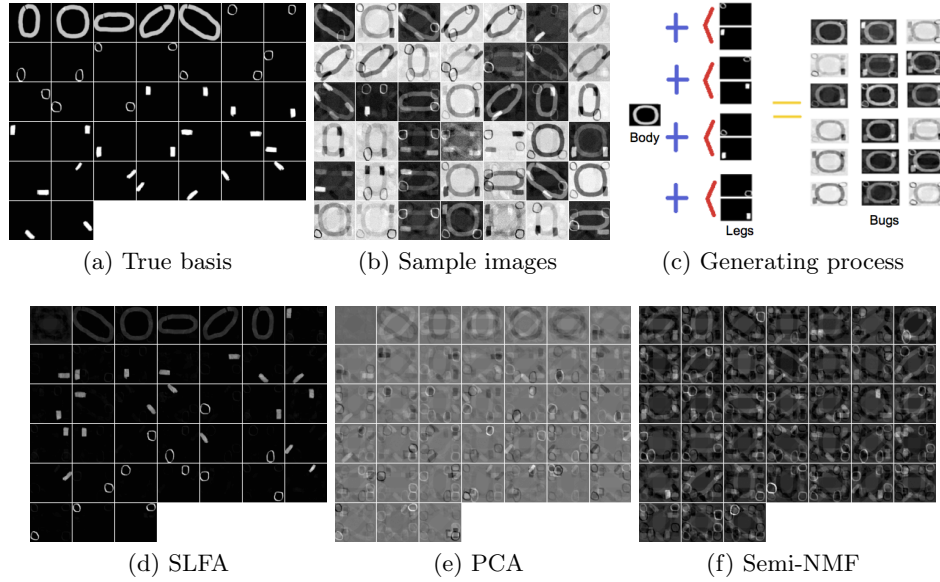 Body
Legs
Bugs
(a) True basis
(b) Sample images
(c) Generating process
(d) SLFA
(e) PCA
(f) Semi-NMF